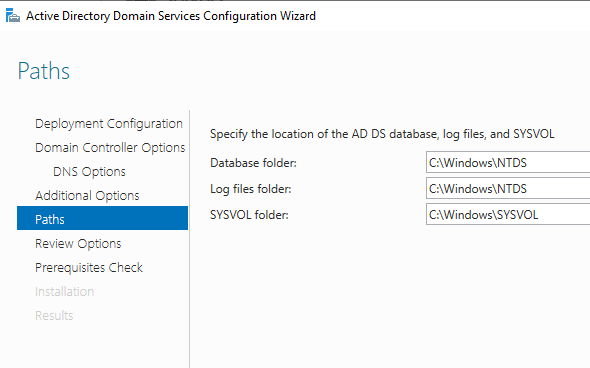 Active Directory Domain Services Configuration Wizard
Paths
Deployment Configuration
Domain Controller Options
DNS Options
Additional Options
Paths
Review Options
Prerequisites Check
Installation
Results
Specify the location of the AD DS database, log files, and SYSVOL
Database folder: C:\Windows\NTDS
Log files folder: C:\Windows\NTDS
SYSVOL folder: C:\Windows\SYSVOL